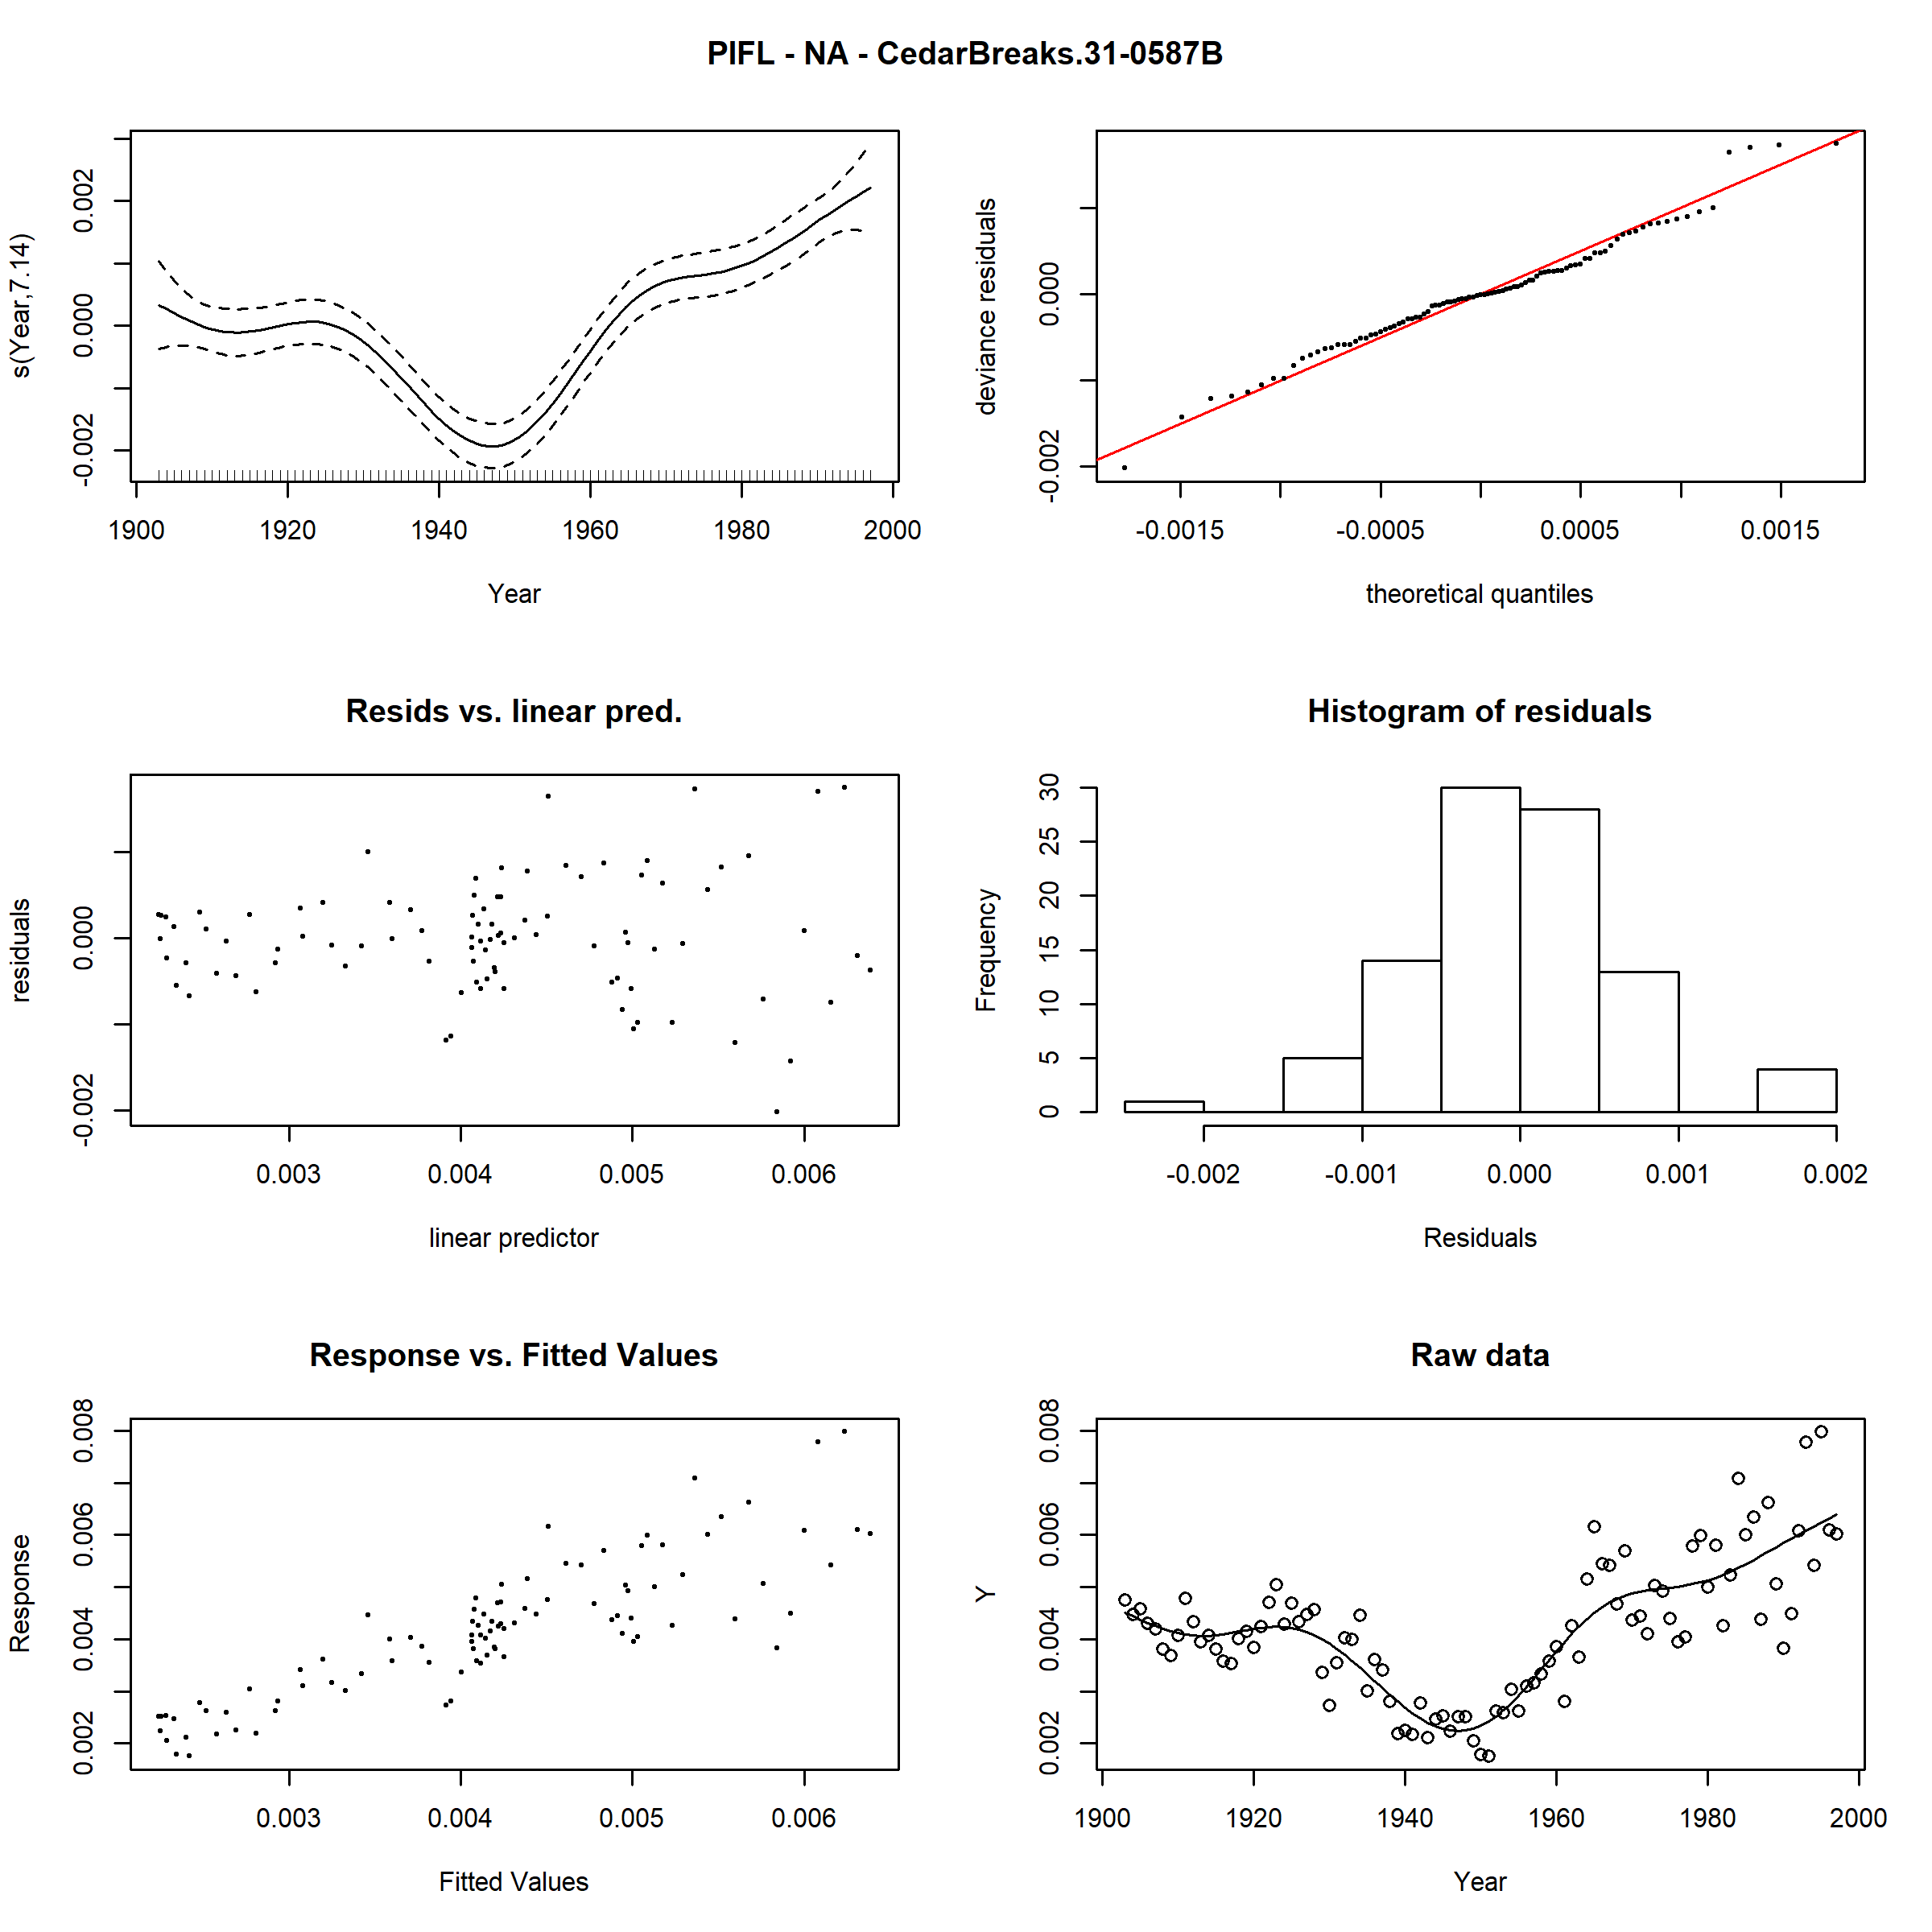 PIFL - NA - CedarBreaks.31-0587B
s(Year,7.14)
-0.002 0.000 0.002
1900 1920 1940 1960 1980 2000
Year
deviance residuals
-0.002 0.000
-0.0015 -0.0005 0.0005 0.0015
theoretical quantiles
Resids vs. linear pred.
residuals
-0.002 0.000
0.003 0.004 0.005 0.006
linear predictor
Histogram of residuals
Frequency
0 5 10 15 20 25 30
-0.002 -0.001 0.000 0.001 0.002
Residuals
Response vs. Fitted Values
Response
0.002 0.004 0.006 0.008
0.003 0.004 0.005 0.006
Fitted Values
Raw data
Y
0.002 0.004 0.006 0.008
1900 1920 1940 1960 1980 2000
Year